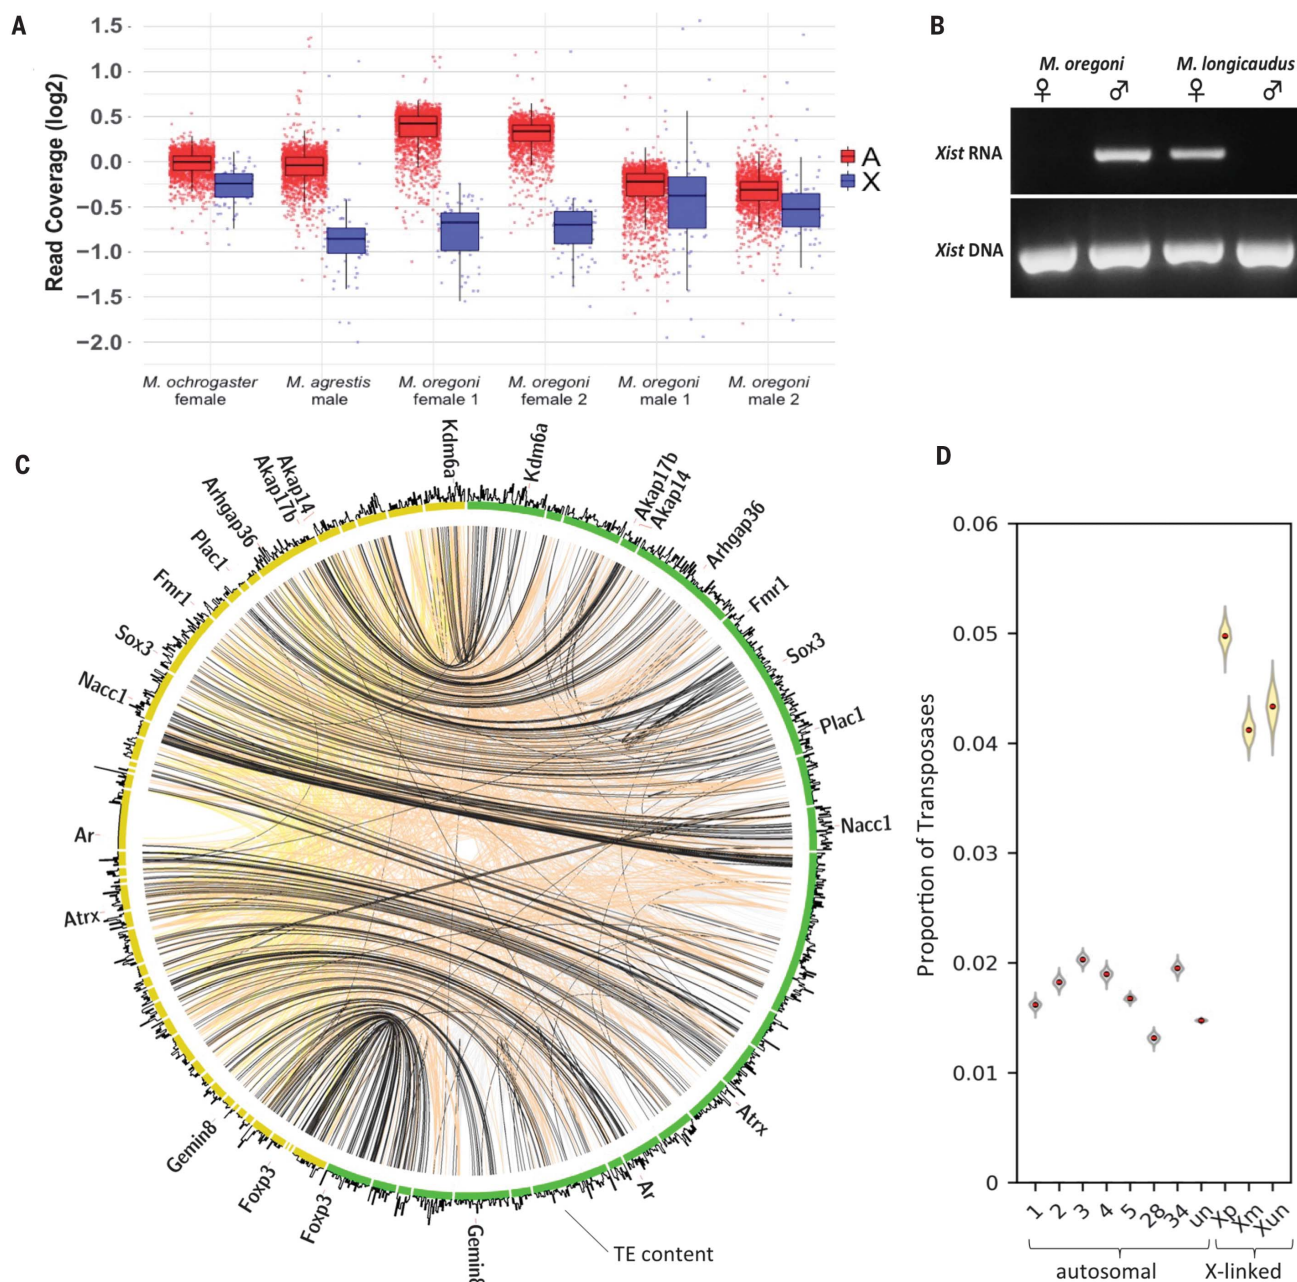 A
Read Coverage (log2)
1.5
1.0
0.5
0.0
-0.5
-1.0
-1.5
-2.0
M. ochrogaster
female
M. agrestis
male
M. oregoni
female 1
M. oregoni
female 2
M. oregoni
male 1
M. oregoni
male 2
A
X
B
M. oregoni
M. longicaudus
♀ ♂ ♀ ♂
Xist RNA
Xist DNA
C
Kdm6a
Akap14
Akap17b
Arhgap36
Plac1
Fmr1
Sox3
Nacc1
Ar
Atrx
Gemin8
Foxp3
Kdm6a
Akap17b
Akap14
Arhgap36
Fmr1
Sox3
Plac1
Nacc1
Atrx
Ar
Gemin8
Foxp3
TE content
D
Proportion of Transposases
0.06
0.05
0.04
0.03
0.02
0.01
0
1 2 3 4 5 28 34 un Xp Xm Xun
autosomal
X-linked